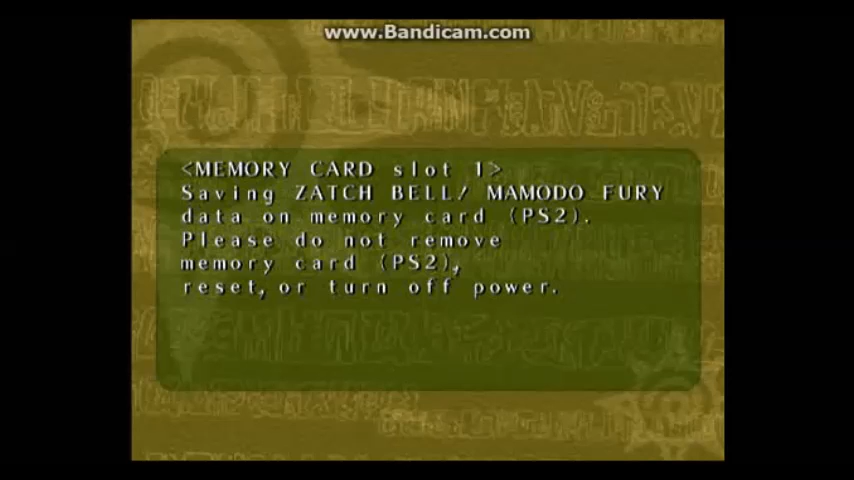 www.Bandicam.com
<MEMORY CARD slot 1>
Saving ZATCH BELL! MAMODO FURY
data on memory card (PS2).
Please do not remove
memory card (PS2),
reset, or turn off power.